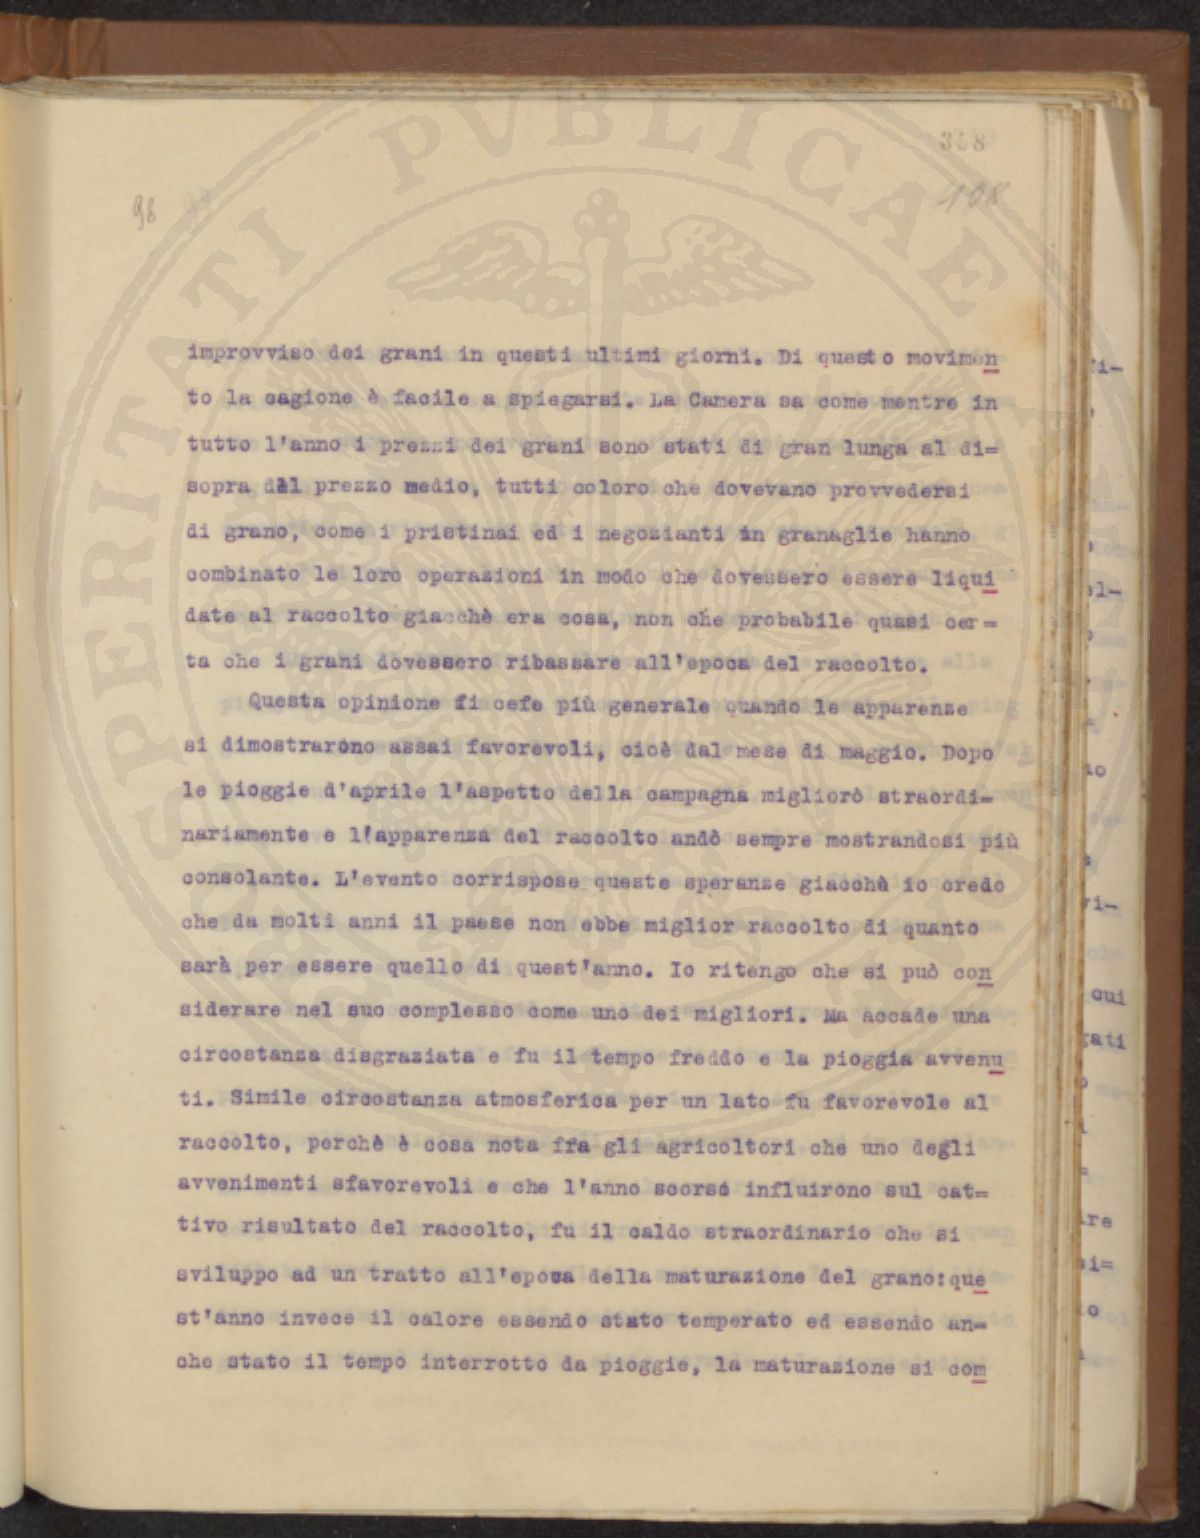 358
98
108
improvviso dei grani in questi ultimi giorni. Di questo movimen
to la cagione è facile a spiegarsi. La Camera sa come mentre in
tutto l'anno i prezzi dei grani sono stati di gran lunga al di=
sopra del prezzo medio, tutti coloro che dovevano provvedersi
di grano, come i pristinai ed i negozianti in granaglie hanno
combinato le loro operazioni in modo che dovessero essere liqui
date al raccolto giacchè era cosa, non che probabile quasi cer=
ta che i grani dovessero ribassare all'epoca del raccolto.
Questa opinione fi cefe più generale quando le apparenze
si dimostrarono assai favorevoli, cioè dal mese di maggio. Dopo
le pioggie d'aprile l'aspetto della campagna migliorò straordi=
nariamente e l'apparenza del raccolto andò sempre mostrandosi più
consolante. L'evento corrispose queste speranze giacchè io credo
che da molti anni il paese non ebbe miglior raccolto di quanto
sarà per essere quello di quest'anno. Io ritengo che si può con
siderare nel suo complesso come uno dei migliori. Ma accade una
circostanza disgraziata e fu il tempo freddo e la pioggia avvenu
ti. Simile circostanza atmosferica per un lato fu favorevole al
raccolto, perchè è cosa nota fra gli agricoltori che uno degli
avvenimenti sfavorevoli e che l'anno scorso influirono sul cat=
tivo risultato del raccolto, fu il caldo straordinario che si
sviluppo ad un tratto all'epoca della maturazione del grano:que
st'anno invece il calore essendo stato temperato ed essendo an=
che stato il tempo interrotto da pioggie, la maturazione si com